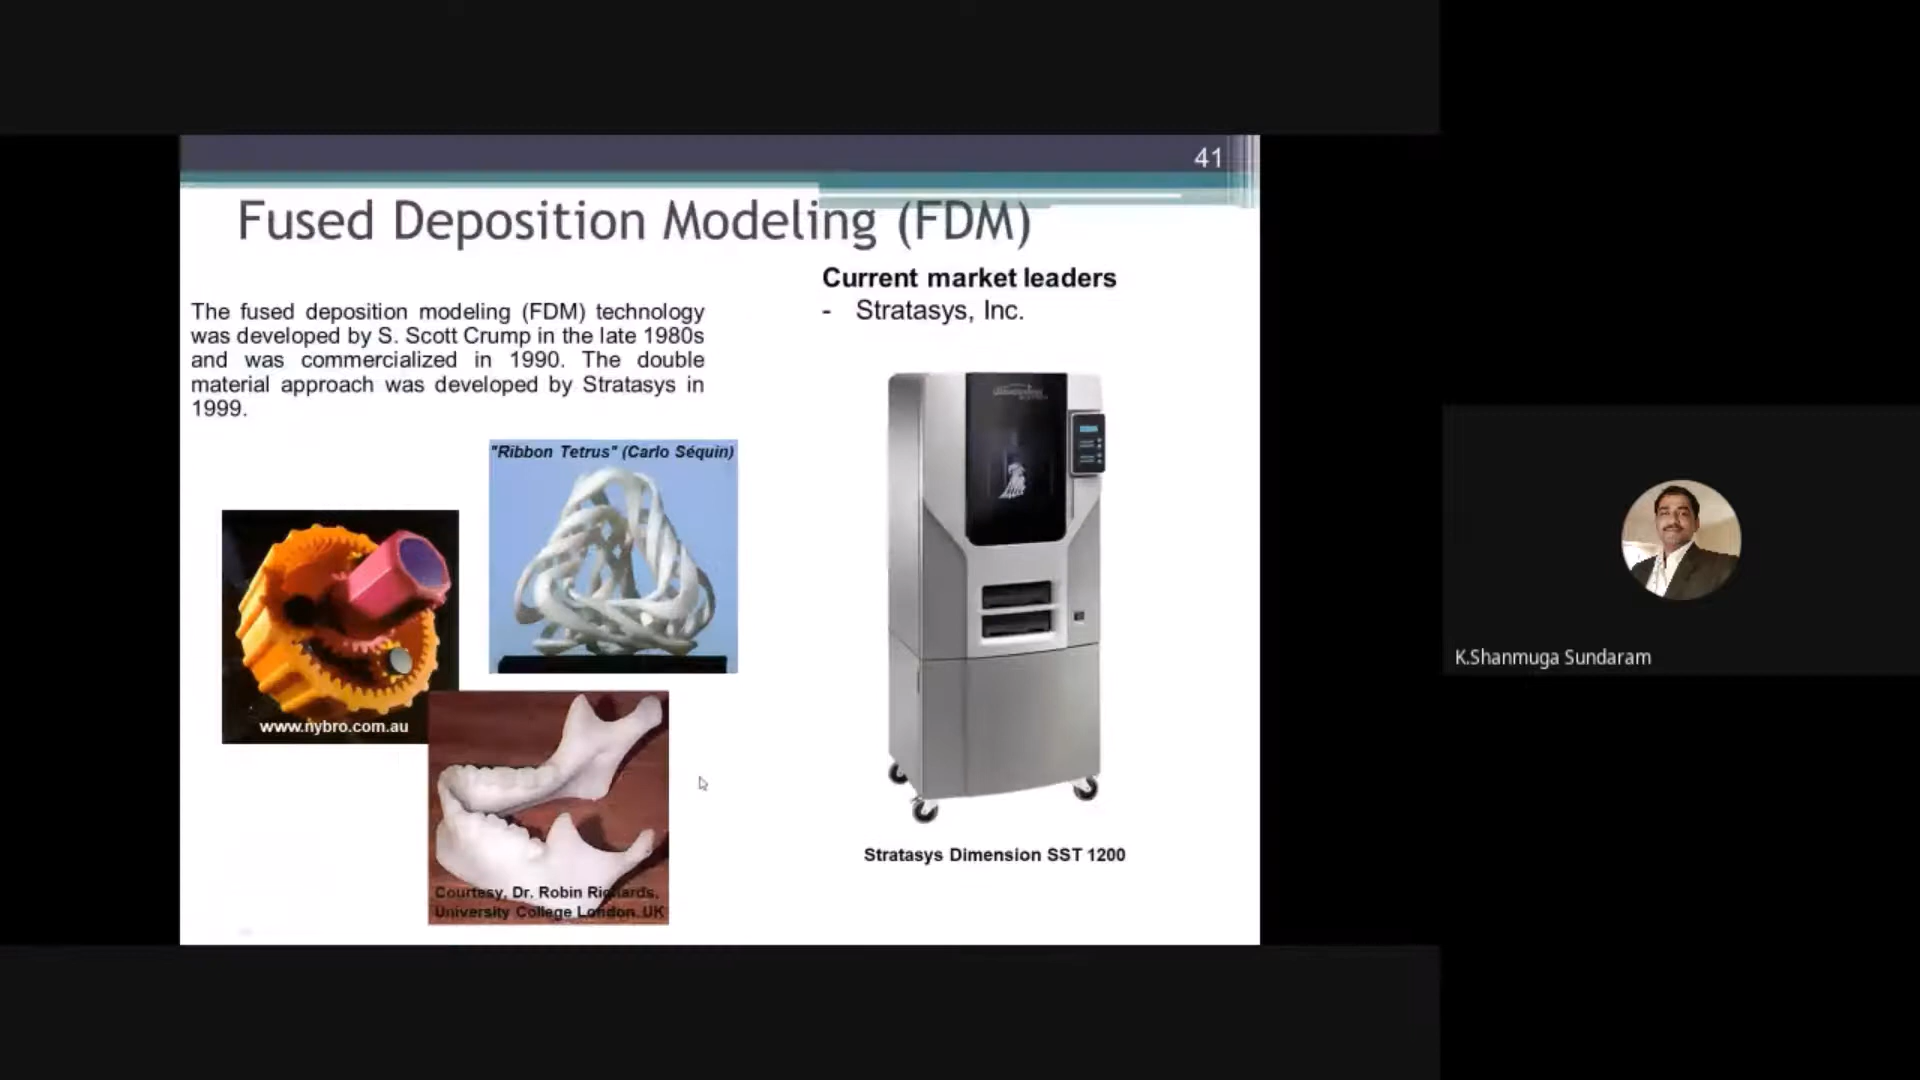 41
Fused Deposition Modeling (FDM)
Current market leaders
- Stratasys, Inc.
The fused deposition modeling (FDM) technology
was developed by S. Scott Crump in the late 1980s
and was commercialized in 1990. The double
material approach was developed by Stratasys in
1999.
"Ribbon Tetrus" (Carlo Séquin)
www.nybro.com.au
Courtesy, Dr. Robin Richards,
University College London. UK
Stratasys Dimension SST 1200
K.Shanmuga Sundaram